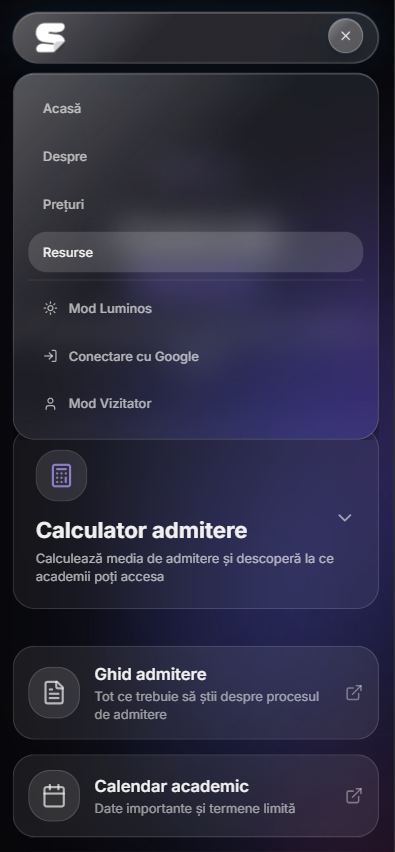 Acasă
Despre
Prețuri
Resurse
Mod Luminos
Conectare cu Google
Mod Vizitator
Calculator admitere
Calculează media de admitere și descoperă la ce
academii poți accesa
Ghid admitere
Tot ce trebuie să știi despre procesul
de admitere
Calendar academic
Date importante și termene limită